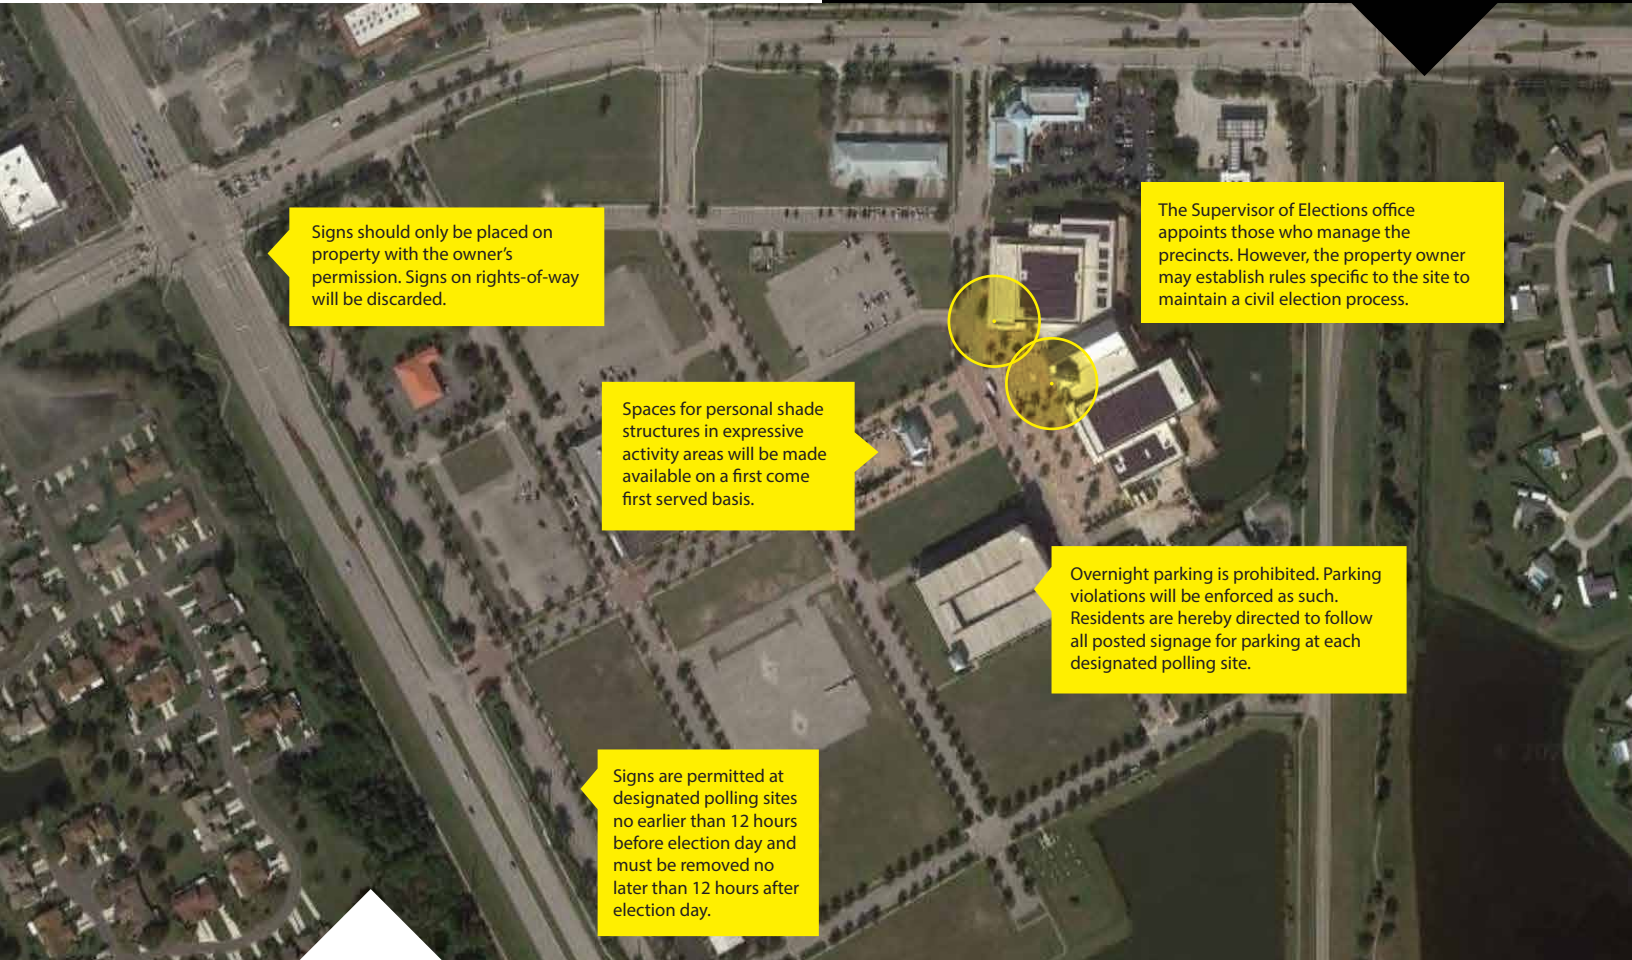 Signs should only be placed on
property with the owner's
permission. Signs on rights-of-way
will be discarded.
The Supervisor of Elections office
appoints those who manage the
precincts. However, the property owner
may establish rules specific to the site to
maintain a civil election process.
Spaces for personal shade
structures in expressive
activity areas will be made
available on a first come
first served basis.
Overnight parking is prohibited. Parking
violations will be enforced as such.
Residents are hereby directed to follow
all posted signage for parking at each
designated polling site.
Signs are permitted at
designated polling sites
no earlier than 12 hours
before election day and
must be removed no
later than 12 hours after
election day.